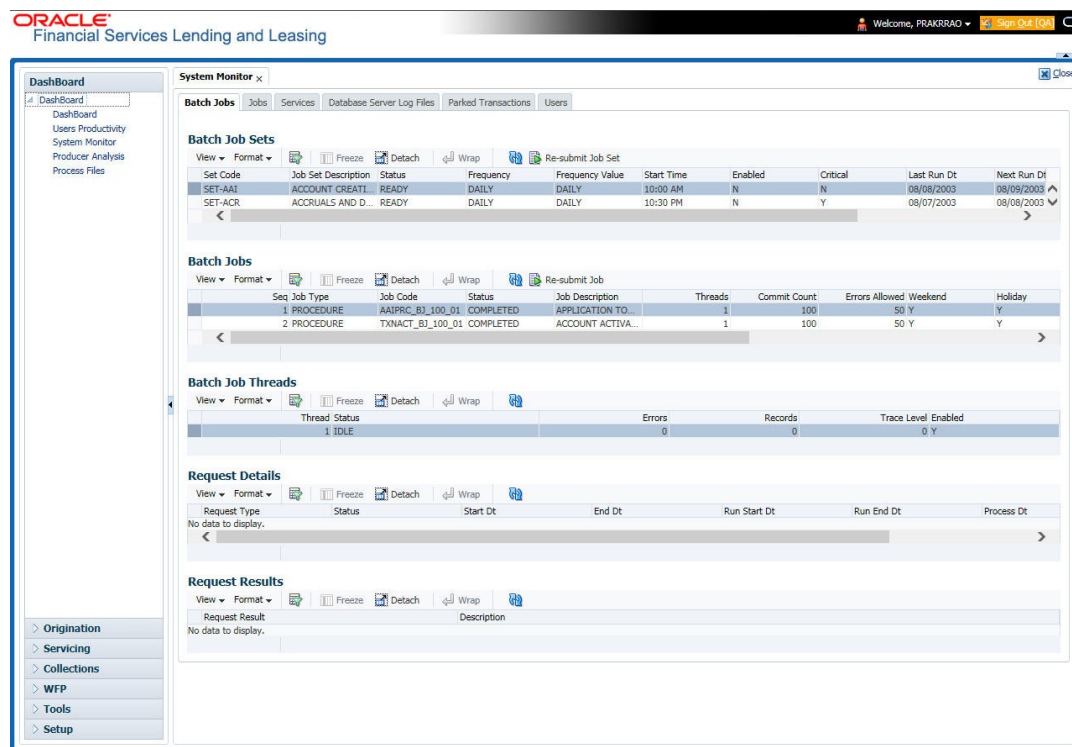 ORACLE®
Financial Services Lending and Leasing
Welcome, PRAKRRAO
Sign Out [QA]
DashBoard
DashBoard
DashBoard
Users Productivity
System Monitor
Producer Analysis
Process Files
Origination
Servicing
Collections
WFP
Tools
Setup
System Monitor x
Close
Batch Jobs Jobs Services Database Server Log Files Parked Transactions Users
Batch Job Sets
View Format Freeze Detach Wrap Re-submit Job Set
Set Code Job Set Description Status Frequency Frequency Value Start Time Enabled Critical Last Run Dt Next Run Dt
SET-AAI ACCOUNT CREATI... READY DAILY DAILY 10:00 AM N N 08/08/2003 08/09/2003
SET-ACR ACCRUALS AND D... READY DAILY DAILY 10:30 PM N Y 08/07/2003 08/08/2003
Batch Jobs
View Format Freeze Detach Wrap Re-submit Job
Seq Job Type Job Code Status Job Description Threads Commit Count Errors Allowed Weekend Holiday
1 PROCEDURE AAIPRC_BJ_100_01 COMPLETED APPLICATION TO... 1 100 50 Y Y
2 PROCEDURE TXNACT_BJ_100_01 COMPLETED ACCOUNT ACTIVA... 1 100 50 Y Y
Batch Job Threads
View Format Freeze Detach Wrap
Thread Status Errors Records Trace Level Enabled
1 IDLE 0 0 0 Y
Request Details
View Format Freeze Detach Wrap
Request Type Status Start Dt End Dt Run Start Dt Run End Dt Process Dt
No data to display.
Request Results
View Format Freeze Detach Wrap
Request Result Description
No data to display.